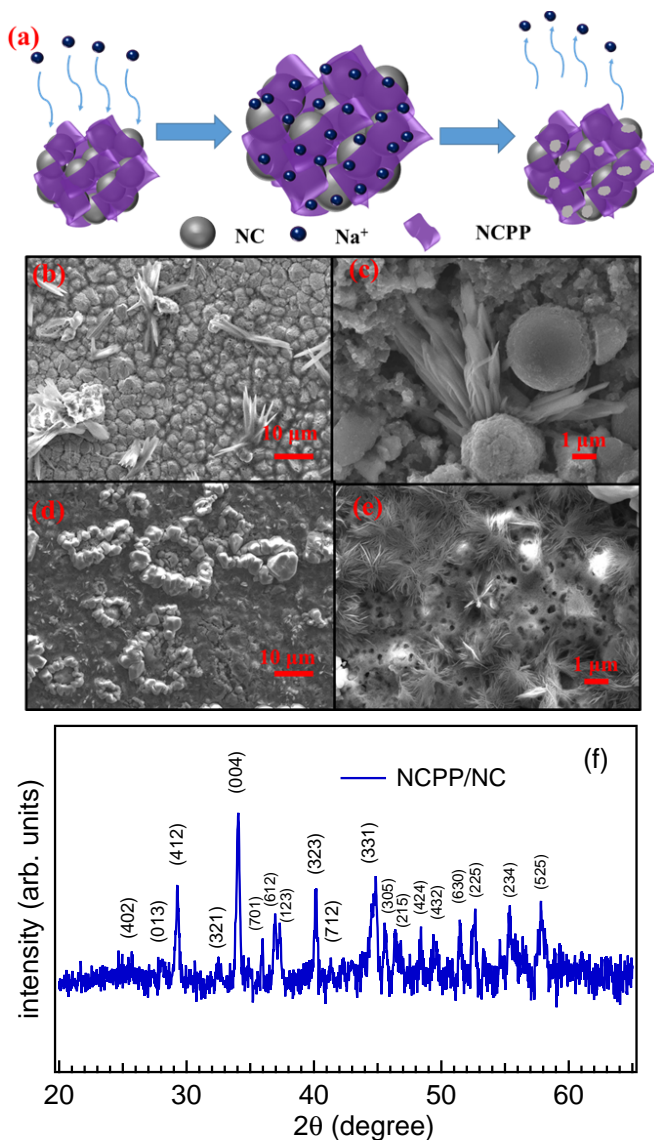 (a)
NC
Na⁺
NCPP
(b)
10 μm
(c)
1 μm
(d)
10 μm
(e)
1 μm
(f)
NCPP/NC
(402)
(013)
(412)
(321)
(004)
(701)
(612)
(123)
(323)
(712)
(331)
(305)
(215)
(424)
(432)
(630)
(225)
(234)
(525)
intensity (arb. units)
20 30 40 50 60
2θ (degree)